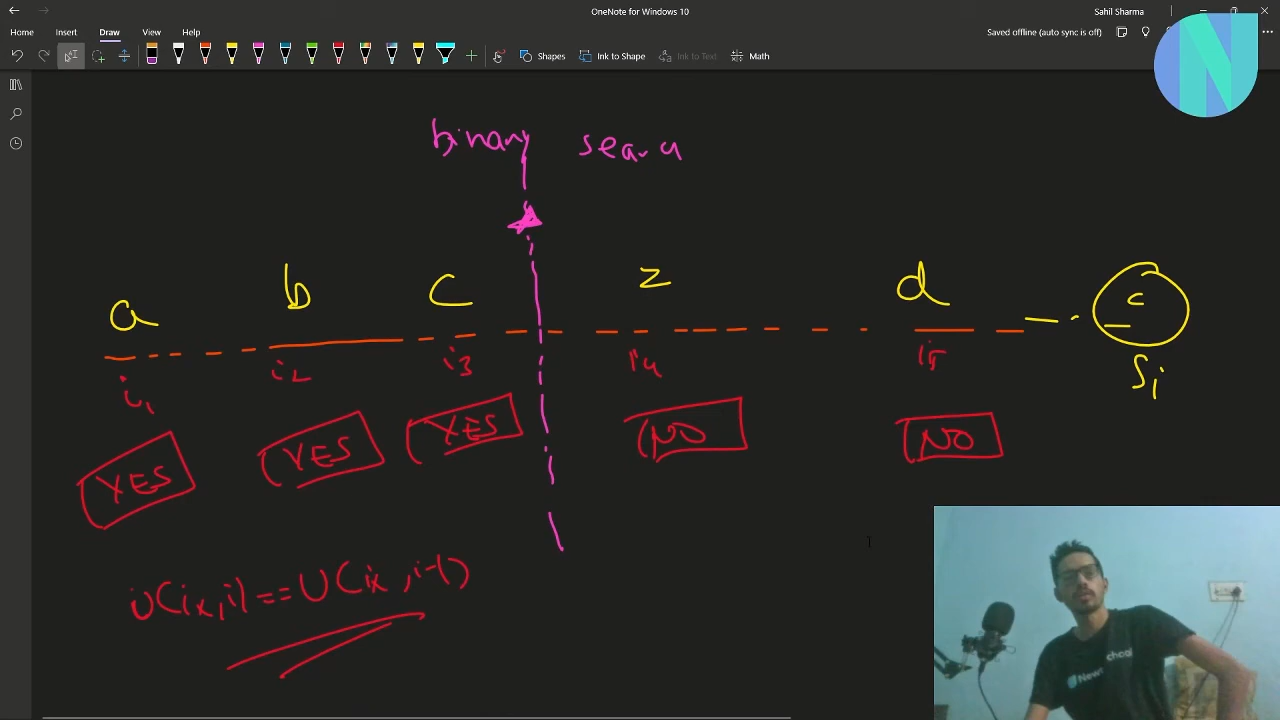 OneNote for Windows 10
Sahil Sharma
Home Insert Draw View Help
Saved offline (auto sync is off)
Shapes Ink to Shape Ink to Text Math
binary sear
a b c z d c
i1 i2 i3 i4 i5 Si
YES YES YES NO NO
U(ix,i) == U(ix,i-1)